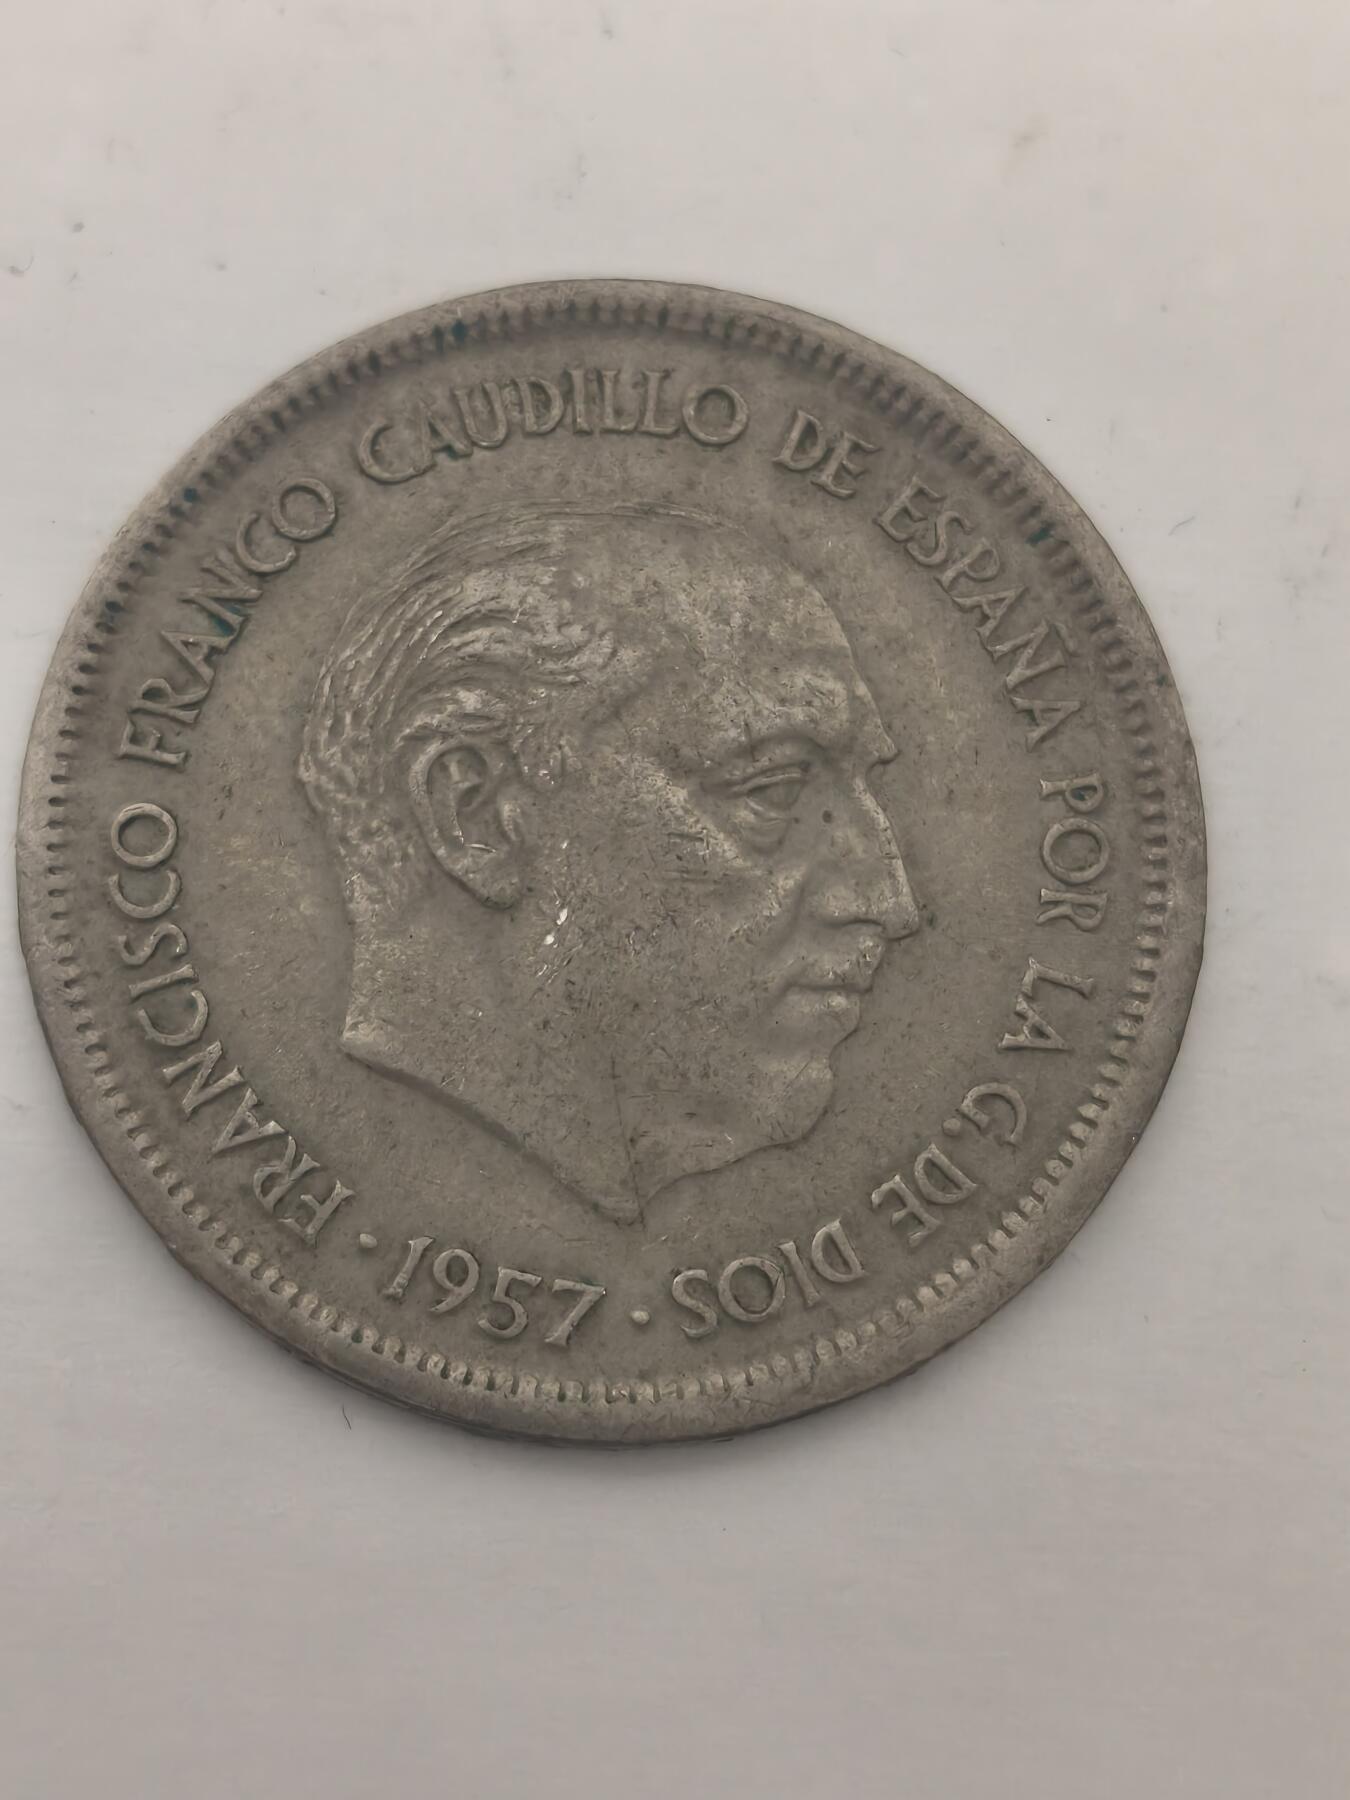 FRANCISCO FRANCO CAUDILLO DE ESPAÑA POR LA G. DE DIOS
· 1957 ·